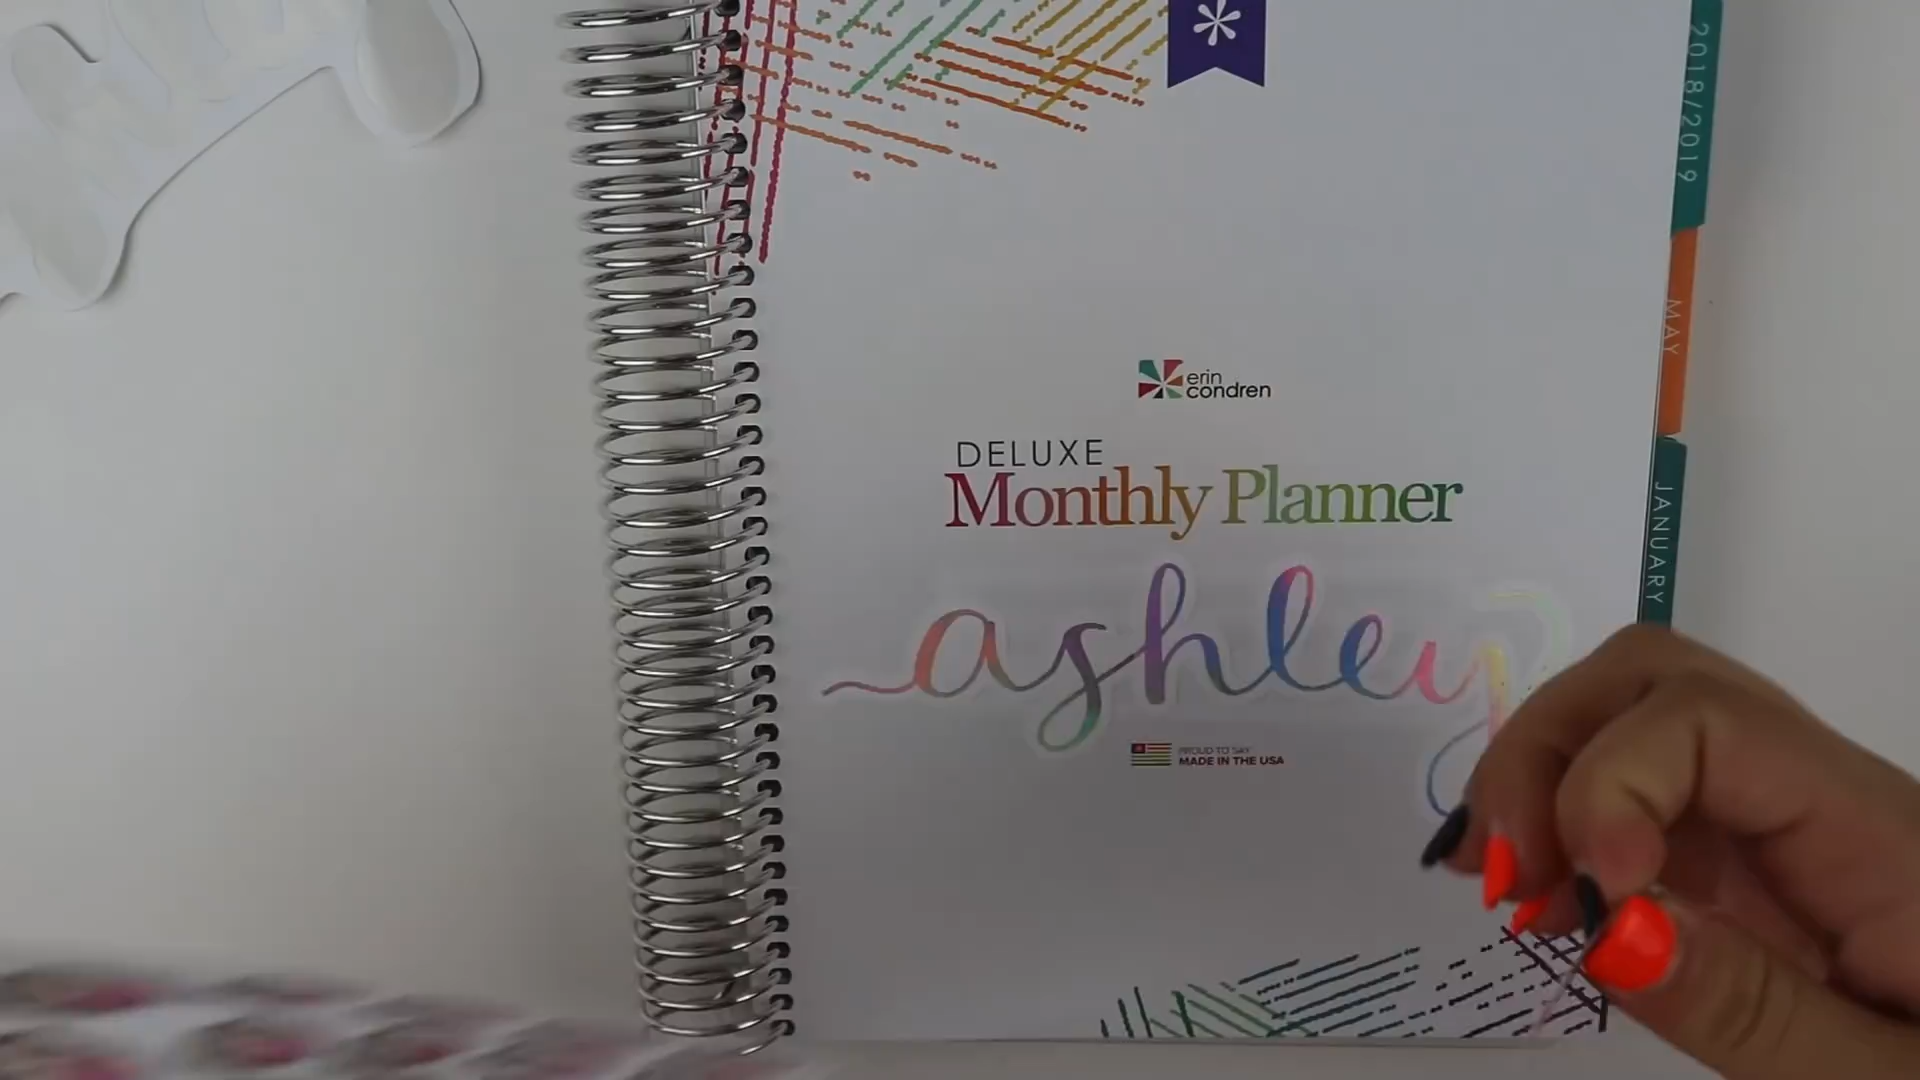 2018/2019
MAY
JANUARY
erin
condren
DELUXE
Monthly Planner
ashley
PROUD TO SAY
MADE IN THE USA